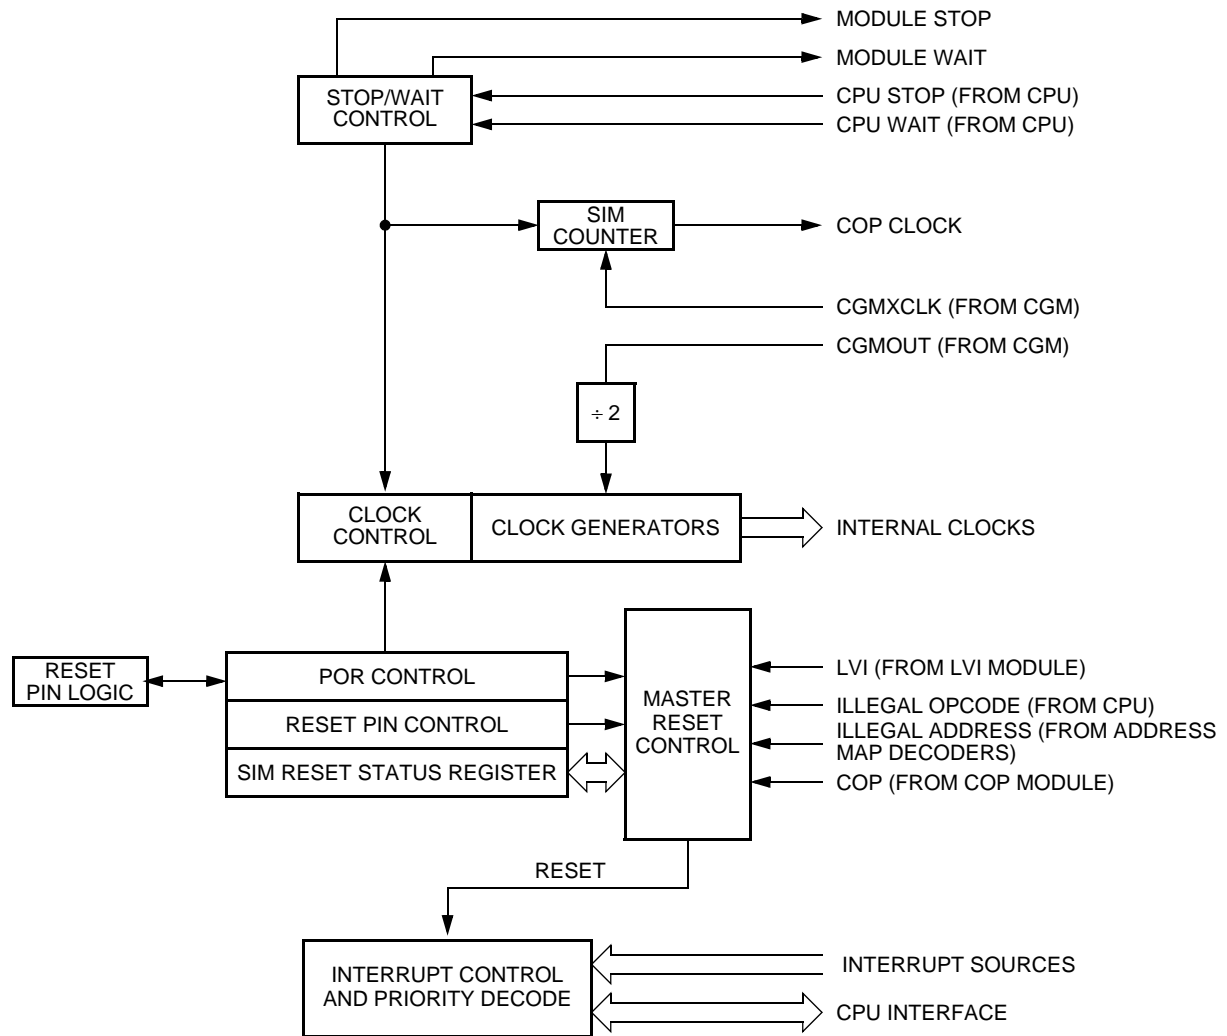 MODULE STOP
MODULE WAIT
STOP/WAIT
CONTROL
CPU STOP (FROM CPU)
CPU WAIT (FROM CPU)
SIM
COUNTER
COP CLOCK
CGMXCLK (FROM CGM)
CGMOUT (FROM CGM)
÷ 2
CLOCK
CONTROL
CLOCK GENERATORS
INTERNAL CLOCKS
RESET
PIN LOGIC
POR CONTROL
RESET PIN CONTROL
SIM RESET STATUS REGISTER
MASTER
RESET
CONTROL
LVI (FROM LVI MODULE)
ILLEGAL OPCODE (FROM CPU)
ILLEGAL ADDRESS (FROM ADDRESS
MAP DECODERS)
COP (FROM COP MODULE)
RESET
INTERRUPT CONTROL
AND PRIORITY DECODE
INTERRUPT SOURCES
CPU INTERFACE